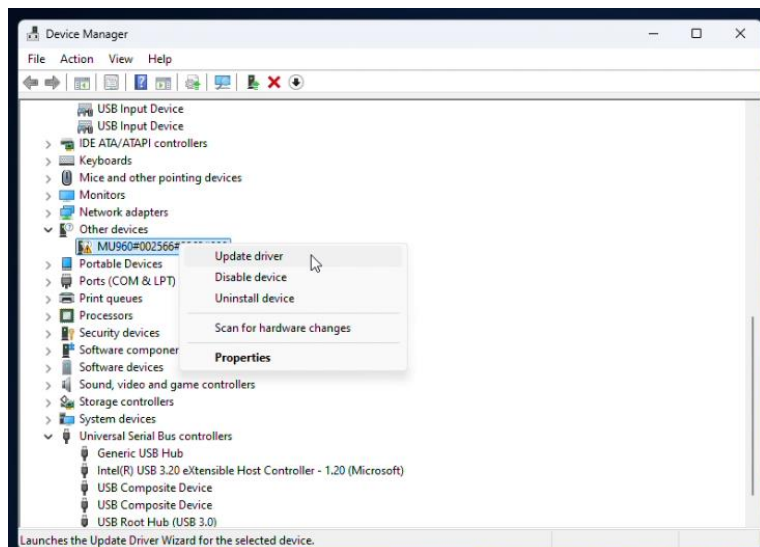 Device Manager
File Action View Help
USB Input Device
USB Input Device
IDE ATA/ATAPI controllers
Keyboards
Mice and other pointing devices
Monitors
Network adapters
Other devices
MU960#002566#
Update driver
Portable Devices
Disable device
Ports (COM & LPT)
Uninstall device
Print queues
Processors
Scan for hardware changes
Security devices
Software componen
Properties
Software devices
Sound, video and game controllers
Storage controllers
System devices
Universal Serial Bus controllers
Generic USB Hub
Intel(R) USB 3.20 eXtensible Host Controller - 1.20 (Microsoft)
USB Composite Device
USB Composite Device
USB Root Hub (USB 3.0)
Launches the Update Driver Wizard for the selected device.